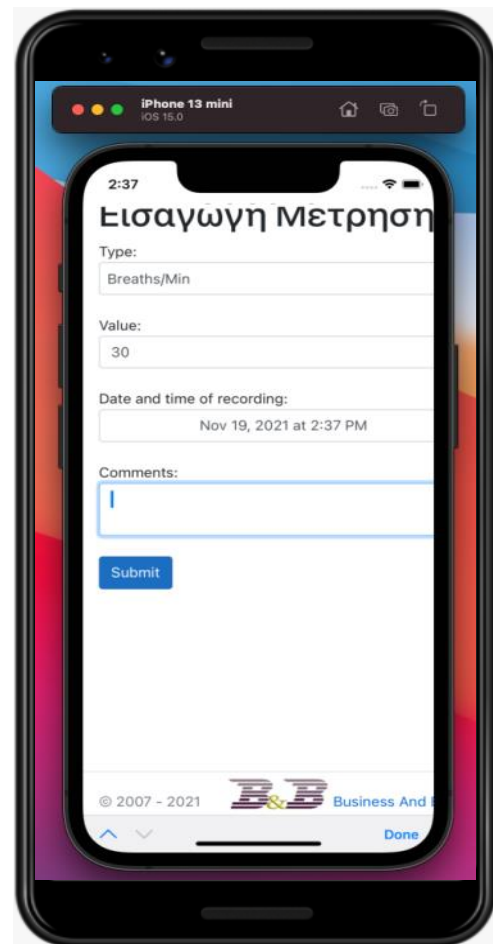 iPhone 13 mini
iOS 15.0
2:37
Εισαγωγή Μέτρηση
Type:
Breaths/Min
Value:
30
Date and time of recording:
Nov 19, 2021 at 2:37 PM
Comments:
Submit
© 2007 - 2021 B&B Business And
Done